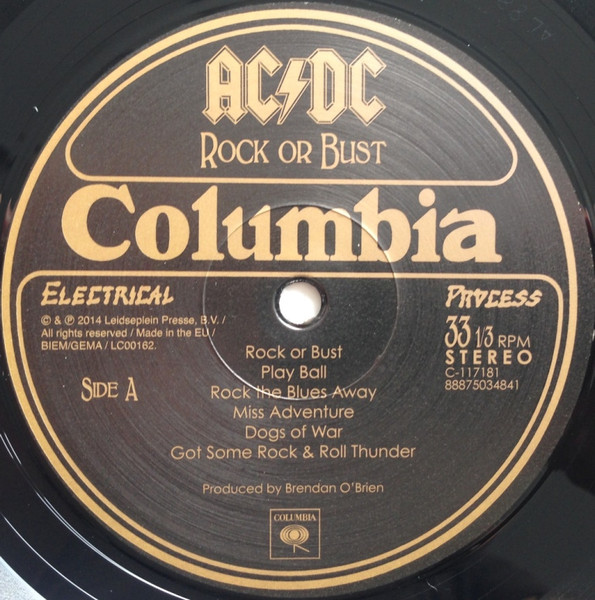 AC⚡DC
ROCK OR BUST
Columbia
ELECTRICAL
PROCESS
© & ℗ 2014 Leidseplein Presse, B.V. /
All rights reserved / Made in the EU /
BIEM/GEMA / LC00162.
33 1/3 RPM
STEREO
C-117181
88875034841
SIDE A
Rock or Bust
Play Ball
Rock the Blues Away
Miss Adventure
Dogs of War
Got Some Rock & Roll Thunder
Produced by Brendan O'Brien
COLUMBIA